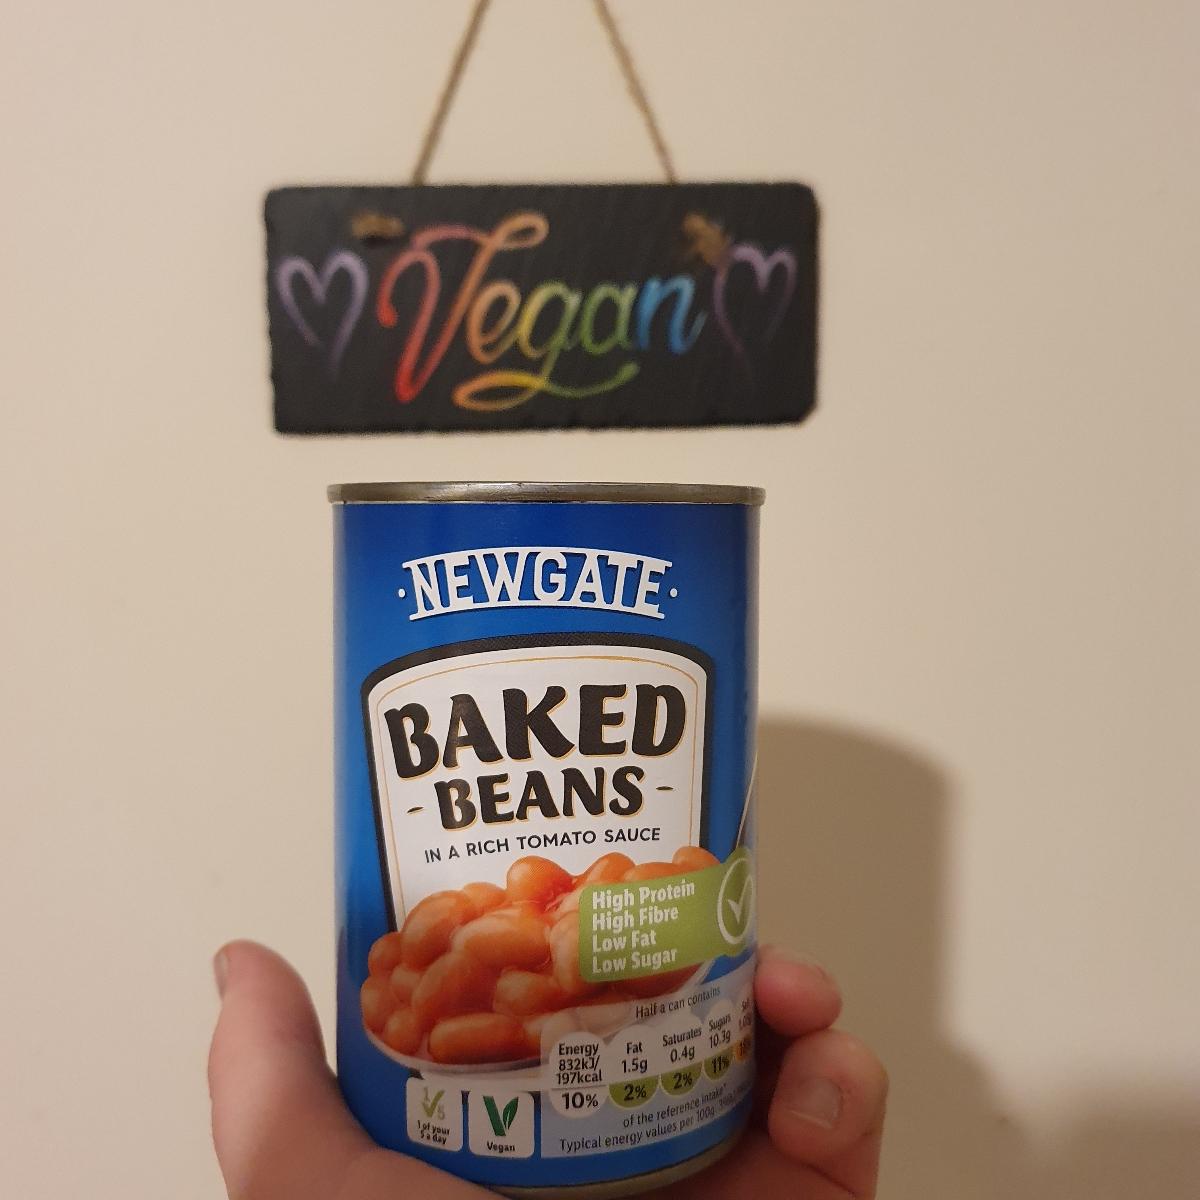 Vegan
NEWGATE
BAKED
BEANS
IN A RICH TOMATO SAUCE
High Protein
High Fibre
Low Fat
Low Sugar
Half a can contains
Energy
832kJ/
197kcal
10%
Fat
1.5g
2%
Saturates
0.4g
2%
Sugars
10.3g
11%
of the reference intake*
Typical energy values per 100g:
1 of your
5 a day
Vegan